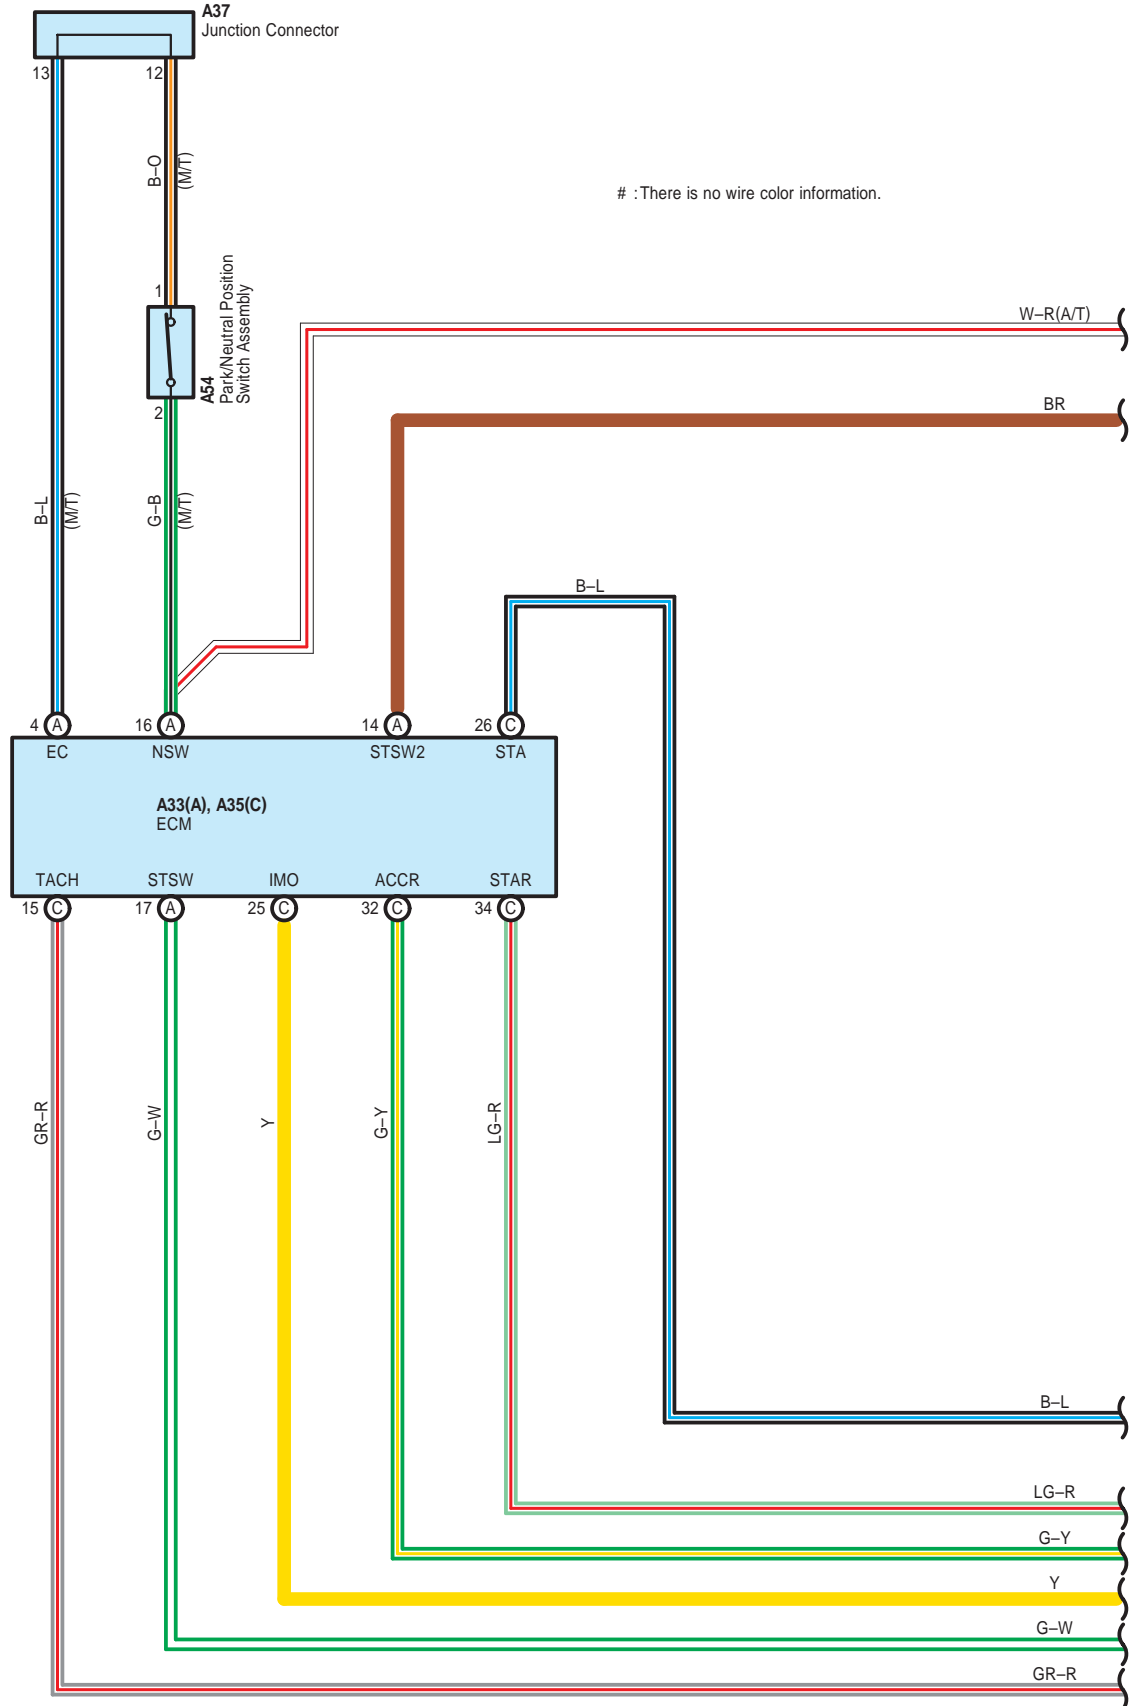 A37
Junction Connector
13
12
B–O
(M/T)
# : There is no wire color information.
1
A54
Park/Neutral Position
Switch Assembly
2
W–R(A/T)
BR
B–L
(M/T)
G–B
(M/T)
B–L
4 A
16 A
14 A
26 C
EC
NSW
STSW2
STA
A33(A), A35(C)
ECM
TACH
STSW
IMO
ACCR
STAR
15 C
17 A
25 C
32 C
34 C
GR–R
G–W
Y
G–Y
LG–R
B–L
LG–R
G–Y
Y
G–W
GR–R